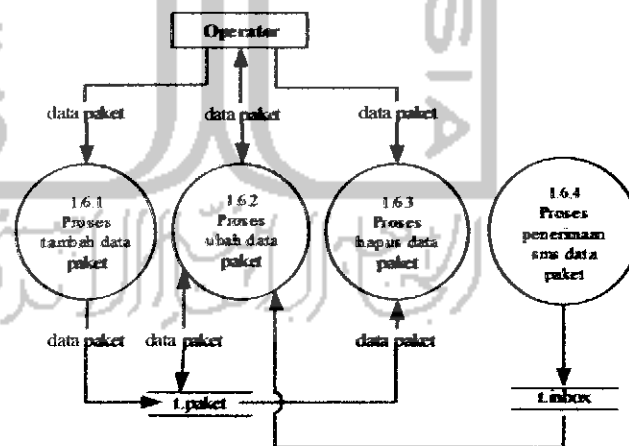 Operator
data paket
data paket
data paket
1.6.1
Proses
tambah data
paket
1.6.2
Proses
ubah data
paket
1.6.3
Proses
hapus data
paket
1.6.4
Proses
penerimaan
sms data
paket
data paket
data paket
data paket
t.paket
t.inbox